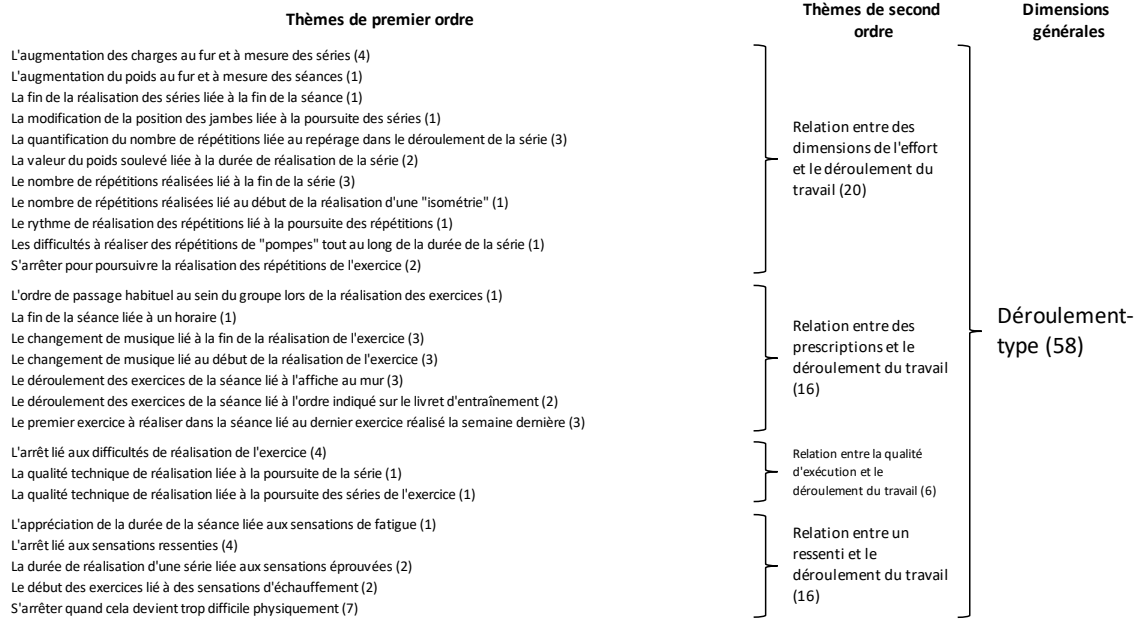 Thèmes de premier ordre
Thèmes de second
ordre
Dimensions
générales
L'augmentation des charges au fur et à mesure des séries (4)
L'augmentation du poids au fur et à mesure des séances (1)
La fin de la réalisation des séries liée à la fin de la séance (1)
La modification de la position des jambes liée à la poursuite des séries (1)
La quantification du nombre de répétitions liée au repérage dans le déroulement de la série (3)
La valeur du poids soulevé liée à la durée de réalisation de la série (2)
Le nombre de répétitions réalisées lié à la fin de la série (3)
Le nombre de répétitions réalisées lié au début de la réalisation d'une "isométrie" (1)
Le rythme de réalisation des répétitions lié à la poursuite des répétitions (1)
Les difficultés à réaliser des répétitions de "pompes" tout au long de la durée de la série (1)
S'arrêter pour poursuivre la réalisation des répétitions de l'exercice (2)
Relation entre des
dimensions de l'effort
et le déroulement du
travail (20)
L'ordre de passage habituel au sein du groupe lors de la réalisation des exercices (1)
La fin de la séance liée à un horaire (1)
Le changement de musique lié à la fin de la réalisation de l'exercice (3)
Le changement de musique lié au début de la réalisation de l'exercice (3)
Le déroulement des exercices de la séance lié à l'affiche au mur (3)
Le déroulement des exercices de la séance lié à l'ordre indiqué sur le livret d'entraînement (2)
Le premier exercice à réaliser dans la séance lié au dernier exercice réalisé la semaine dernière (3)
Relation entre des
prescriptions et le
déroulement du travail
(16)
Déroulement-
type (58)
L'arrêt lié aux difficultés de réalisation de l'exercice (4)
La qualité technique de réalisation liée à la poursuite de la série (1)
La qualité technique de réalisation liée à la poursuite des séries de l'exercice (1)
Relation entre la qualité
d'exécution et le
déroulement du travail (6)
L'appréciation de la durée de la séance liée aux sensations de fatigue (1)
L'arrêt lié aux sensations ressenties (4)
La durée de réalisation d'une série liée aux sensations éprouvées (2)
Le début des exercices lié à des sensations d'échauffement (2)
S'arrêter quand cela devient trop difficile physiquement (7)
Relation entre un
ressenti et le
déroulement du travail
(16)